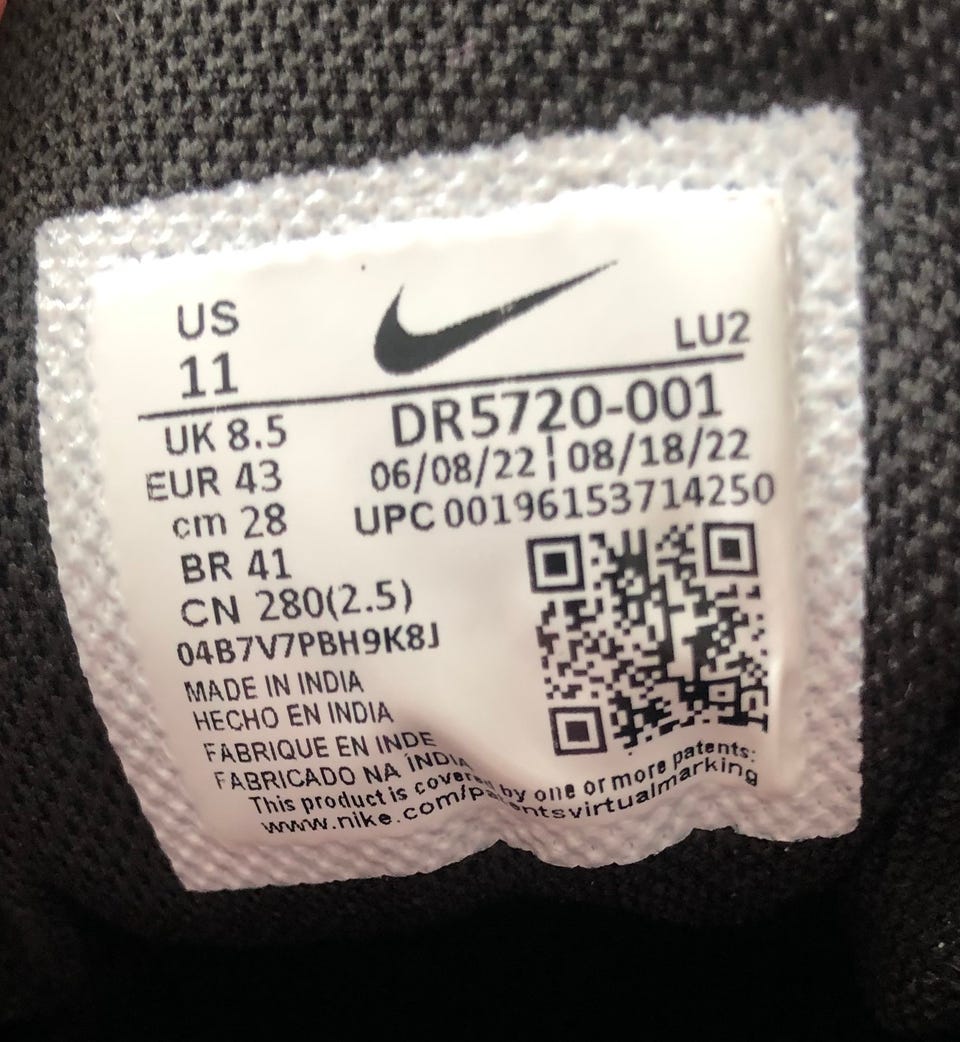 US
11
LU2
UK 8.5
EUR 43
cm 28
BR 41
CN 280(2.5)
04B7V7PBH9K8J
DR5720-001
06/08/22 ¦ 08/18/22
UPC 00196153714250
MADE IN INDIA
HECHO EN INDIA
FABRIQUE EN INDE
FABRICADO NA INDIA
This product is covered by one or more patents:
www.nike.com/patentsvirtualmarking